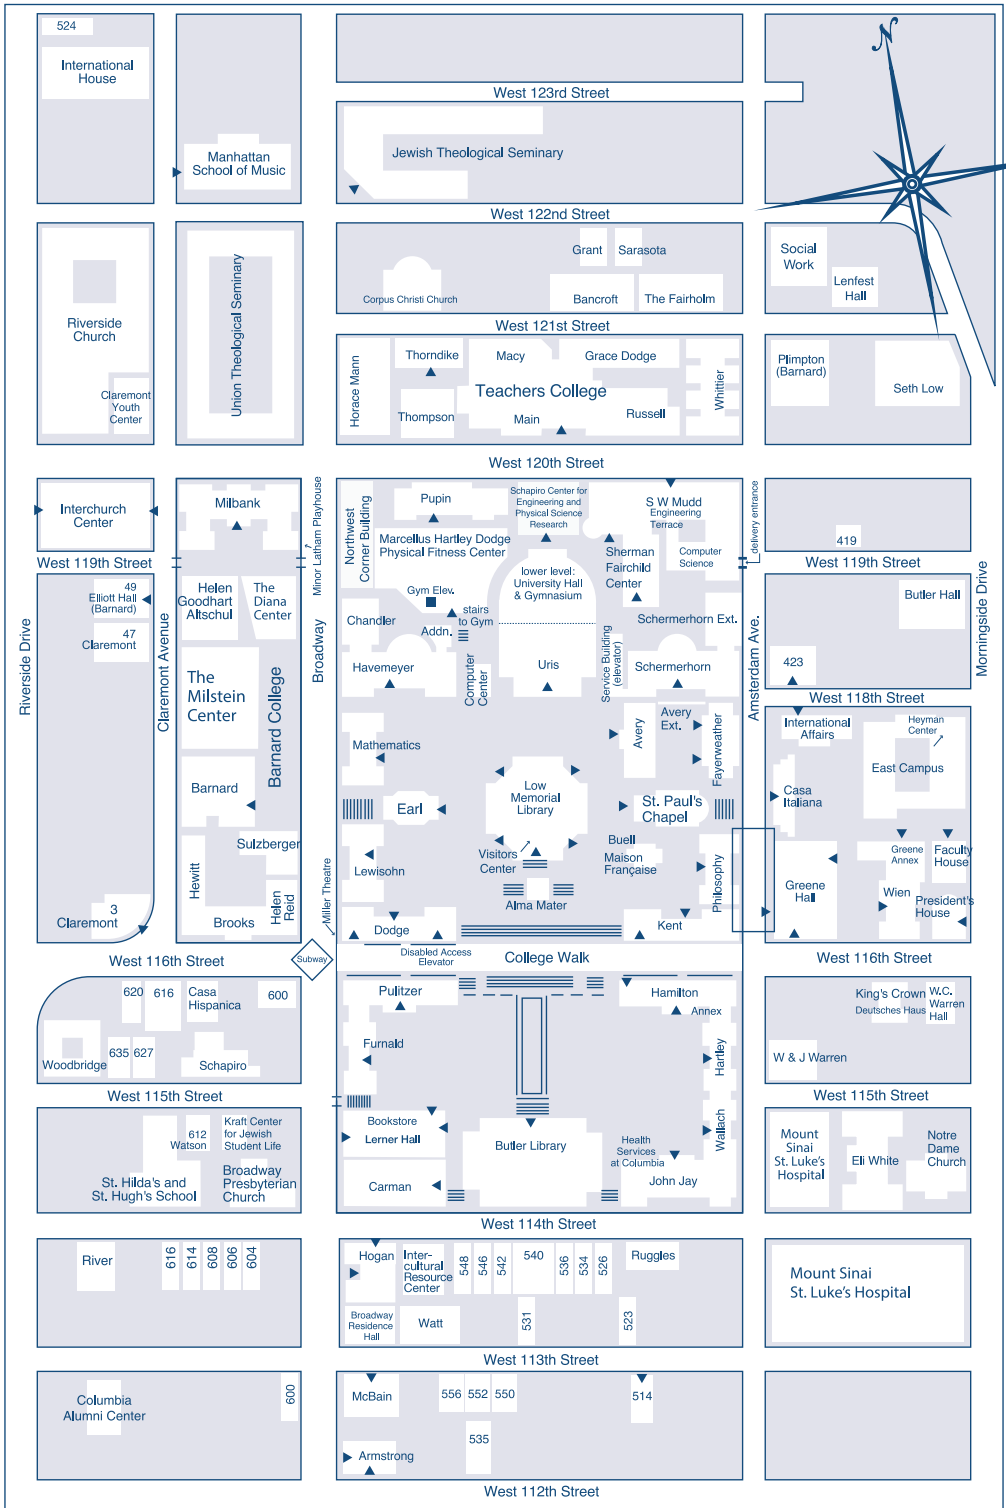 524
International
House
N
West 123rd Street
Manhattan
School of Music
Jewish Theological Seminary
West 122nd Street
Riverside
Church
Claremont
Youth
Center
Union Theological Seminary
Corpus Christi Church
Grant
Sarasota
Bancroft
The Fairholm
Social
Work
Lenfest
Hall
West 121st Street
Horace Mann
Thorndike
Thompson
Macy
Grace Dodge
Teachers College
Main
Russell
Whittier
Plimpton
(Barnard)
Seth Low
West 120th Street
Interchurch
Center
Milbank
Minor Latham Playhouse
Northwest
Corner Building
Pupin
Schapiro Center for
Engineering and
Physical Science
Research
S W Mudd
Engineering
Terrace
delivery entrance
419
Marcellus Hartley Dodge
Physical Fitness Center
Computer
Science
West 119th Street
West 119th Street
49
Elliott Hall
(Barnard)
47
Claremont
Helen
Goodhart
Altschul
The
Diana
Center
lower level:
University Hall
& Gymnasium
Sherman
Fairchild
Center
Gym Elev.
stairs
to Gym
Addn.
Chandler
Schermerhorn Ext.
Butler Hall
Riverside Drive
Claremont Avenue
Broadway
Amsterdam Ave.
Morningside Drive
The
Milstein
Center
Barnard College
Havemeyer
Computer
Center
Uris
Service Building
(elevator)
Schermerhorn
423
West 118th Street
Mathematics
Avery
Avery
Ext.
Fayerweather
International
Affairs
Heyman
Center
East Campus
Barnard
Earl
Low
Memorial
Library
St. Paul's
Chapel
Casa
Italiana
Hewitt
Sulzberger
Helen
Reid
Brooks
Miller Theatre
Lewisohn
Visitors
Center
Alma Mater
Buell
Maison
Française
Philosophy
Greene
Hall
Greene
Annex
Faculty
House
Wien
President's
House
3
Claremont
Dodge
Kent
Disabled Access
Elevator
Subway
College Walk
West 116th Street
West 116th Street
620
616
Casa
Hispanica
600
Woodbridge
635
627
Schapiro
Pulitzer
Furnald
Hamilton
Annex
Hartley
King's Crown
Deutsches Haus
W.C.
Warren
Hall
W & J Warren
West 115th Street
West 115th Street
612
Watson
Kraft Center
for Jewish
Student Life
St. Hilda's and
St. Hugh's School
Broadway
Presbyterian
Church
Bookstore
Lerner Hall
Carman
Butler Library
Health
Services
at Columbia
John Jay
Wallach
Mount
Sinai
St. Luke's
Hospital
Eli White
Notre
Dame
Church
West 114th Street
River
616
614
608
606
604
Hogan
Inter-
cultural
Resource
Center
548
546
542
540
536
534
526
Ruggles
Broadway
Residence
Hall
Watt
531
523
Mount Sinai
St. Luke's Hospital
West 113th Street
Columbia
Alumni Center
600
McBain
556
552
550
514
535
Armstrong
West 112th Street